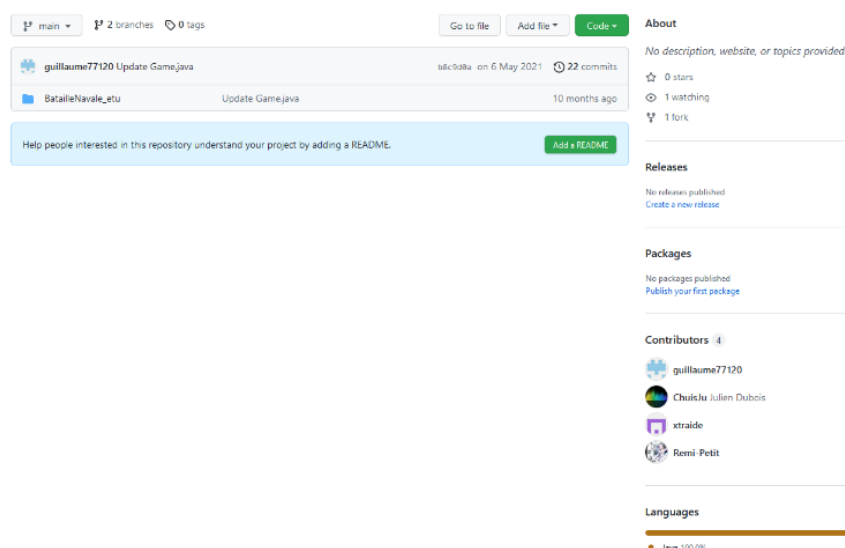 main 2 branches 0 tags Go to file Add file Code
guillaume77120 Update Game.java b8c9d8a on 6 May 2021 22 commits
BatailleNavale_etu Update Game.java 10 months ago
Help people interested in this repository understand your project by adding a README. Add a README
About
No description, website, or topics provided
0 stars
1 watching
1 fork
Releases
No releases published
Create a new release
Packages
No packages published
Publish your first package
Contributors 4
guillaume77120
ChuisJu Julien Dubois
xtraide
Remi-Petit
Languages
Java 100.0%